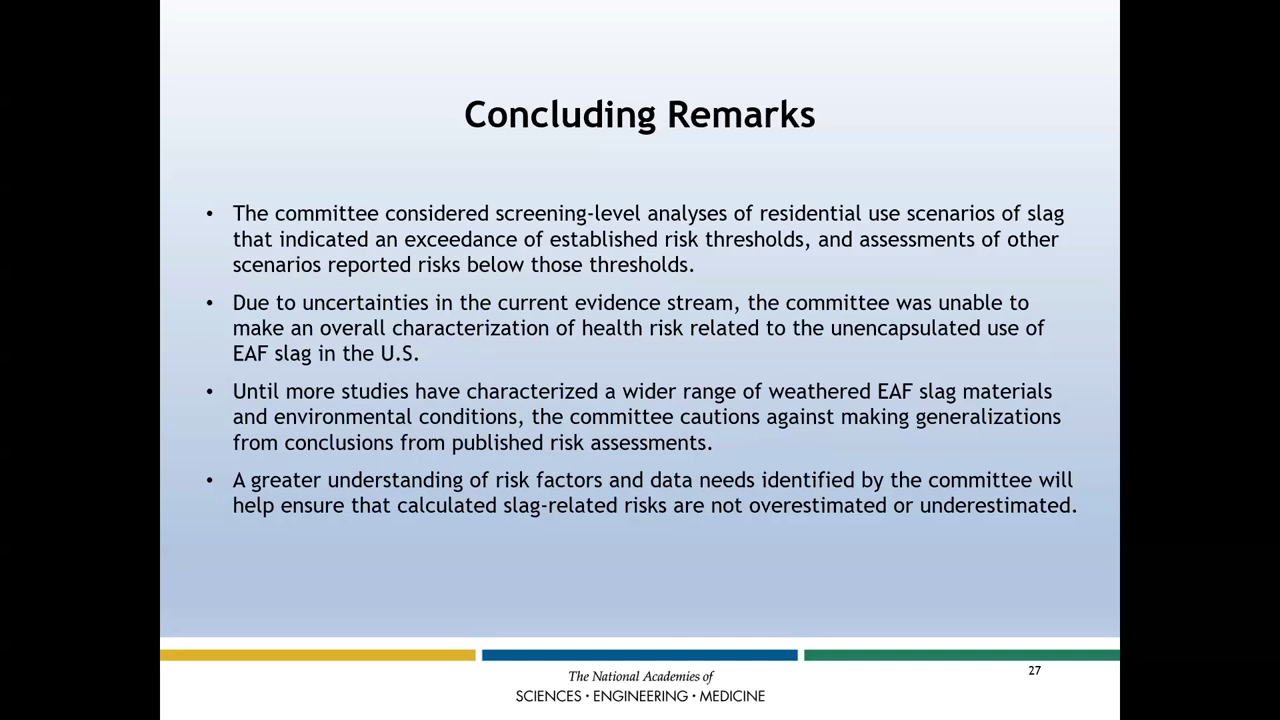 Concluding Remarks
• The committee considered screening-level analyses of residential use scenarios of slag
that indicated an exceedance of established risk thresholds, and assessments of other
scenarios reported risks below those thresholds.
• Due to uncertainties in the current evidence stream, the committee was unable to
make an overall characterization of health risk related to the unencapsulated use of
EAF slag in the U.S.
• Until more studies have characterized a wider range of weathered EAF slag materials
and environmental conditions, the committee cautions against making generalizations
from conclusions from published risk assessments.
• A greater understanding of risk factors and data needs identified by the committee will
help ensure that calculated slag-related risks are not overestimated or underestimated.
The National Academies of
SCIENCES · ENGINEERING · MEDICINE
27